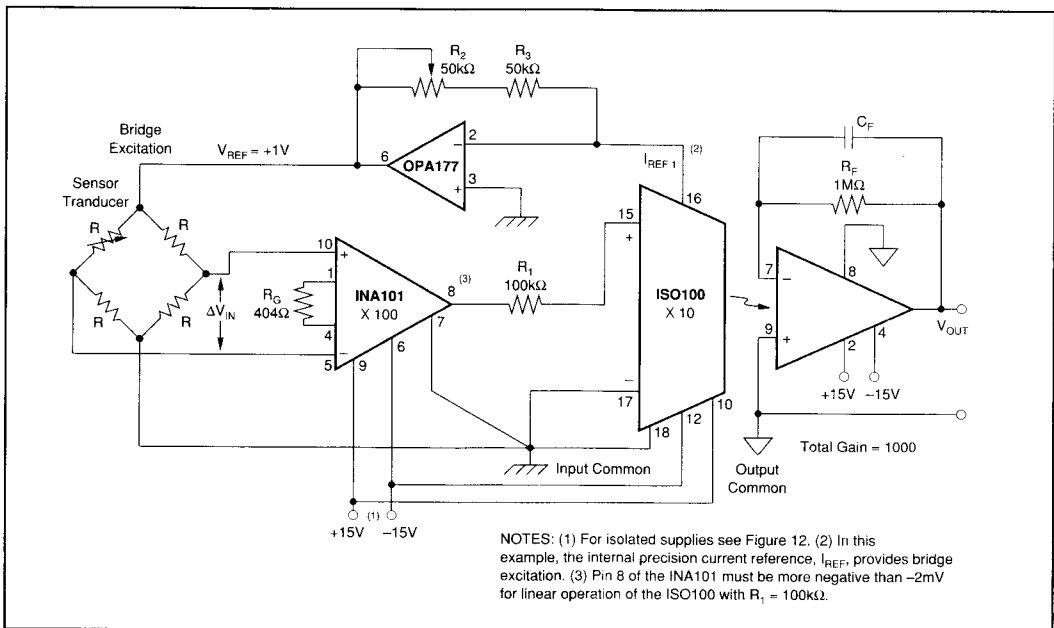 R2
50kΩ
R3
50kΩ
Bridge
Excitation
VREF = +1V
6
OPA177
2
−
3
+
IREF 1
(2)
16
CF
RF
1MΩ
Sensor
Tranducer
R
R
R
R
ΔVIN
10
+
1
RG
404Ω
4
−
5
INA101
X 100
9
6
7
8
(3)
R1
100kΩ
15
+
ISO100
X 10
−
17
18
12
10
7
−
9
+
8
2
4
VOUT
+15V
−15V
Input Common
Output
Common
Total Gain = 1000
+15V
(1)
−15V
NOTES: (1) For isolated supplies see Figure 12. (2) In this
example, the internal precision current reference, IREF, provides bridge
excitation. (3) Pin 8 of the INA101 must be more negative than −2mV
for linear operation of the ISO100 with R1 = 100kΩ.